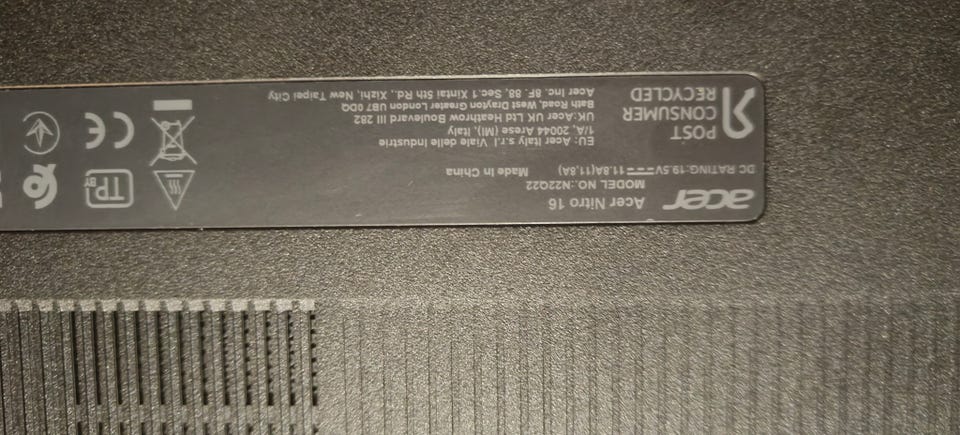 acer
Acer Nitro 16
MODEL NO.:N22Q22
DC RATING:19.5V 11.8A(11,8A)
Made in China
EU: Acer Italy s.r.l. Viale delle Industrie
1/A, 20044 Arese (MI), Italy
UK:Acer UK Ltd Heathrow Boulevard III 282
Bath Road, West Drayton Greater London UB7 0DQ
Acer Inc. 8F, 88, Sec.1 Xintai 5th Rd., Xizhi, New Taipei City
POST
CONSUMER
RECYCLED
TP
BY
CE